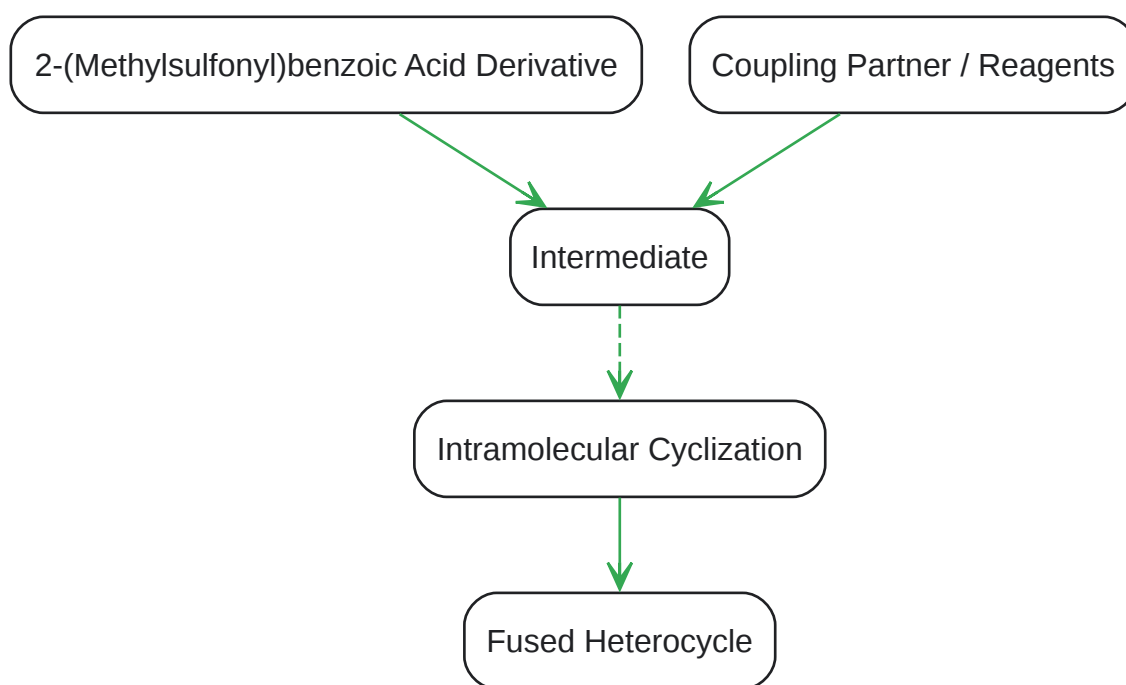 2-(Methylsulfonyl)benzoic Acid Derivative
Coupling Partner / Reagents
Intermediate
Intramolecular Cyclization
Fused Heterocycle